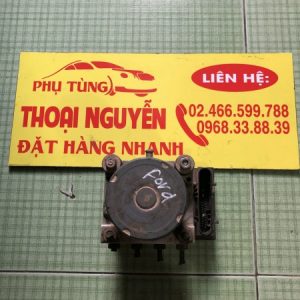 PHỤ TÙNG
THOẠI NGUYỄN
ĐẶT HÀNG NHANH
LIÊN HỆ:
02.466.599.788
0968.33.88.39
Ford